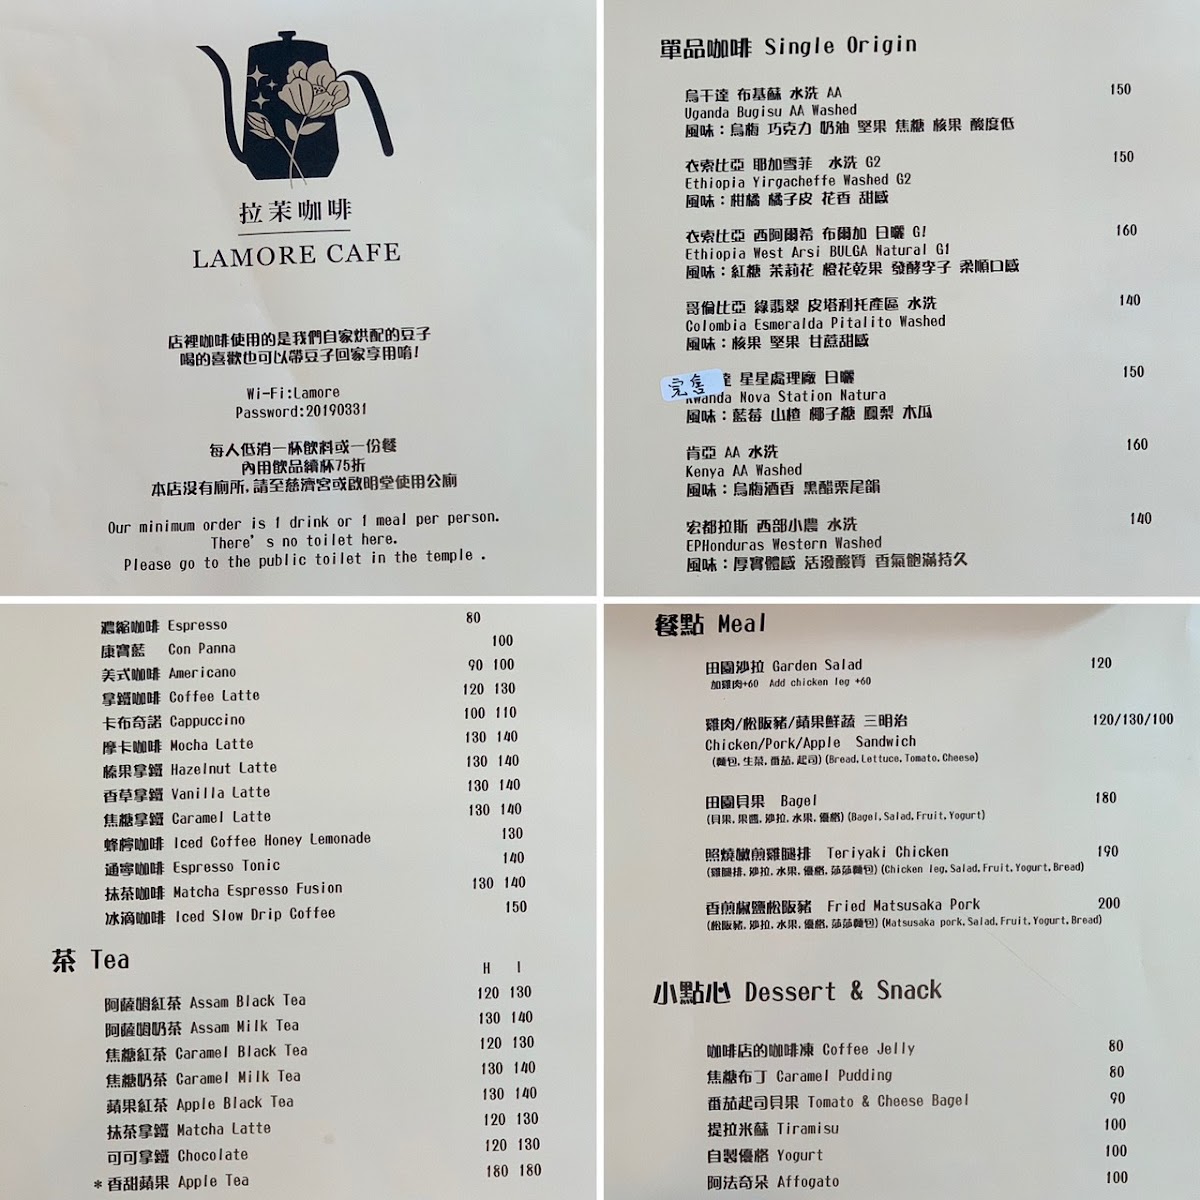 拉茉咖啡
LAMORE CAFE
店裡咖啡使用的是我們自家烘配的豆子
喝的喜歡也可以帶豆子回家享用唷!
Wi-Fi:Lamore
Password:20190331
每人低消一杯飲料或一份餐
內用飲品續杯75折
本店没有廁所,請至慈濟宮或啟明堂使用公廁
Our minimum order is 1 drink or 1 meal per person.
There's no toilet here.
Please go to the public toilet in the temple .
單品咖啡 Single Origin
烏干達 布基蘇 水洗 AA 150
Uganda Bugisu AA Washed
風味：烏梅 巧克力 奶油 堅果 焦糖 核果 酸度低
衣索比亞 耶加雪菲 水洗 G2 150
Ethiopia Yirgacheffe Washed G2
風味：柑橘 橘子皮 花香 甜感
衣索比亞 西阿爾希 布爾加 日曬 G1 160
Ethiopia West Arsi BULGA Natural G1
風味：紅糖 茉莉花 橙花乾果 發酵李子 柔順口感
哥倫比亞 綠翡翠 皮塔利托產區 水洗 140
Colombia Esmeralda Pitalito Washed
風味：核果 堅果 甘蔗甜感
完售 達 星星處理廠 日曬 150
Rwanda Nova Station Natura
風味：藍莓 山楂 椰子糖 鳳梨 木瓜
肯亞 AA 水洗 160
Kenya AA Washed
風味：烏梅酒香 黑醋栗尾韻
宏都拉斯 西部小農 水洗 140
EPHonduras Western Washed
風味：厚實體感 活潑酸質 香氣飽滿持久
濃縮咖啡 Espresso 80
康寶藍 Con Panna 100
美式咖啡 Americano 90 100
拿鐵咖啡 Coffee Latte 120 130
卡布奇諾 Cappuccino 100 110
摩卡咖啡 Mocha Latte 130 140
榛果拿鐵 Hazelnut Latte 130 140
香草拿鐵 Vanilla Latte 130 140
焦糖拿鐵 Caramel Latte 130 140
蜂檸咖啡 Iced Coffee Honey Lemonade 130
通寧咖啡 Espresso Tonic 140
抹茶咖啡 Matcha Espresso Fusion 130 140
冰滴咖啡 Iced Slow Drip Coffee 150
茶 Tea
H I
阿薩姆紅茶 Assam Black Tea 120 130
阿薩姆奶茶 Assam Milk Tea 130 140
焦糖紅茶 Caramel Black Tea 120 130
焦糖奶茶 Caramel Milk Tea 130 140
蘋果紅茶 Apple Black Tea 130 140
抹茶拿鐵 Matcha Latte 120 130
可可拿鐵 Chocolate 120 130
*香甜蘋果 Apple Tea 180 180
餐點 Meal
田園沙拉 Garden Salad 120
加雞肉+60 Add chicken leg +60
雞肉/松阪豬/蘋果鮮蔬 三明治 120/130/100
Chicken/Pork/Apple Sandwich
(麵包,生菜,番茄,起司)(Bread,Lettuce,Tomato,Cheese)
田園貝果 Bagel 180
(貝果,果醬,沙拉,水果,優格)(Bagel,Salad,Fruit,Yogurt)
照燒嫩煎雞腿排 Teriyaki Chicken 190
(雞腿排,沙拉,水果,優格,莎莎麵包)(Chicken leg,Salad,Fruit,Yogurt,Bread)
香煎椒鹽松阪豬 Fried Matsusaka Pork 200
(松阪豬,沙拉,水果,優格,莎莎麵包)(Matsusaka pork,Salad,Fruit,Yogurt,Bread)
小點心 Dessert & Snack
咖啡店的咖啡凍 Coffee Jelly 80
焦糖布丁 Caramel Pudding 80
番茄起司貝果 Tomato & Cheese Bagel 90
提拉米蘇 Tiramisu 100
自製優格 Yogurt 100
阿法奇朵 Affogato 100